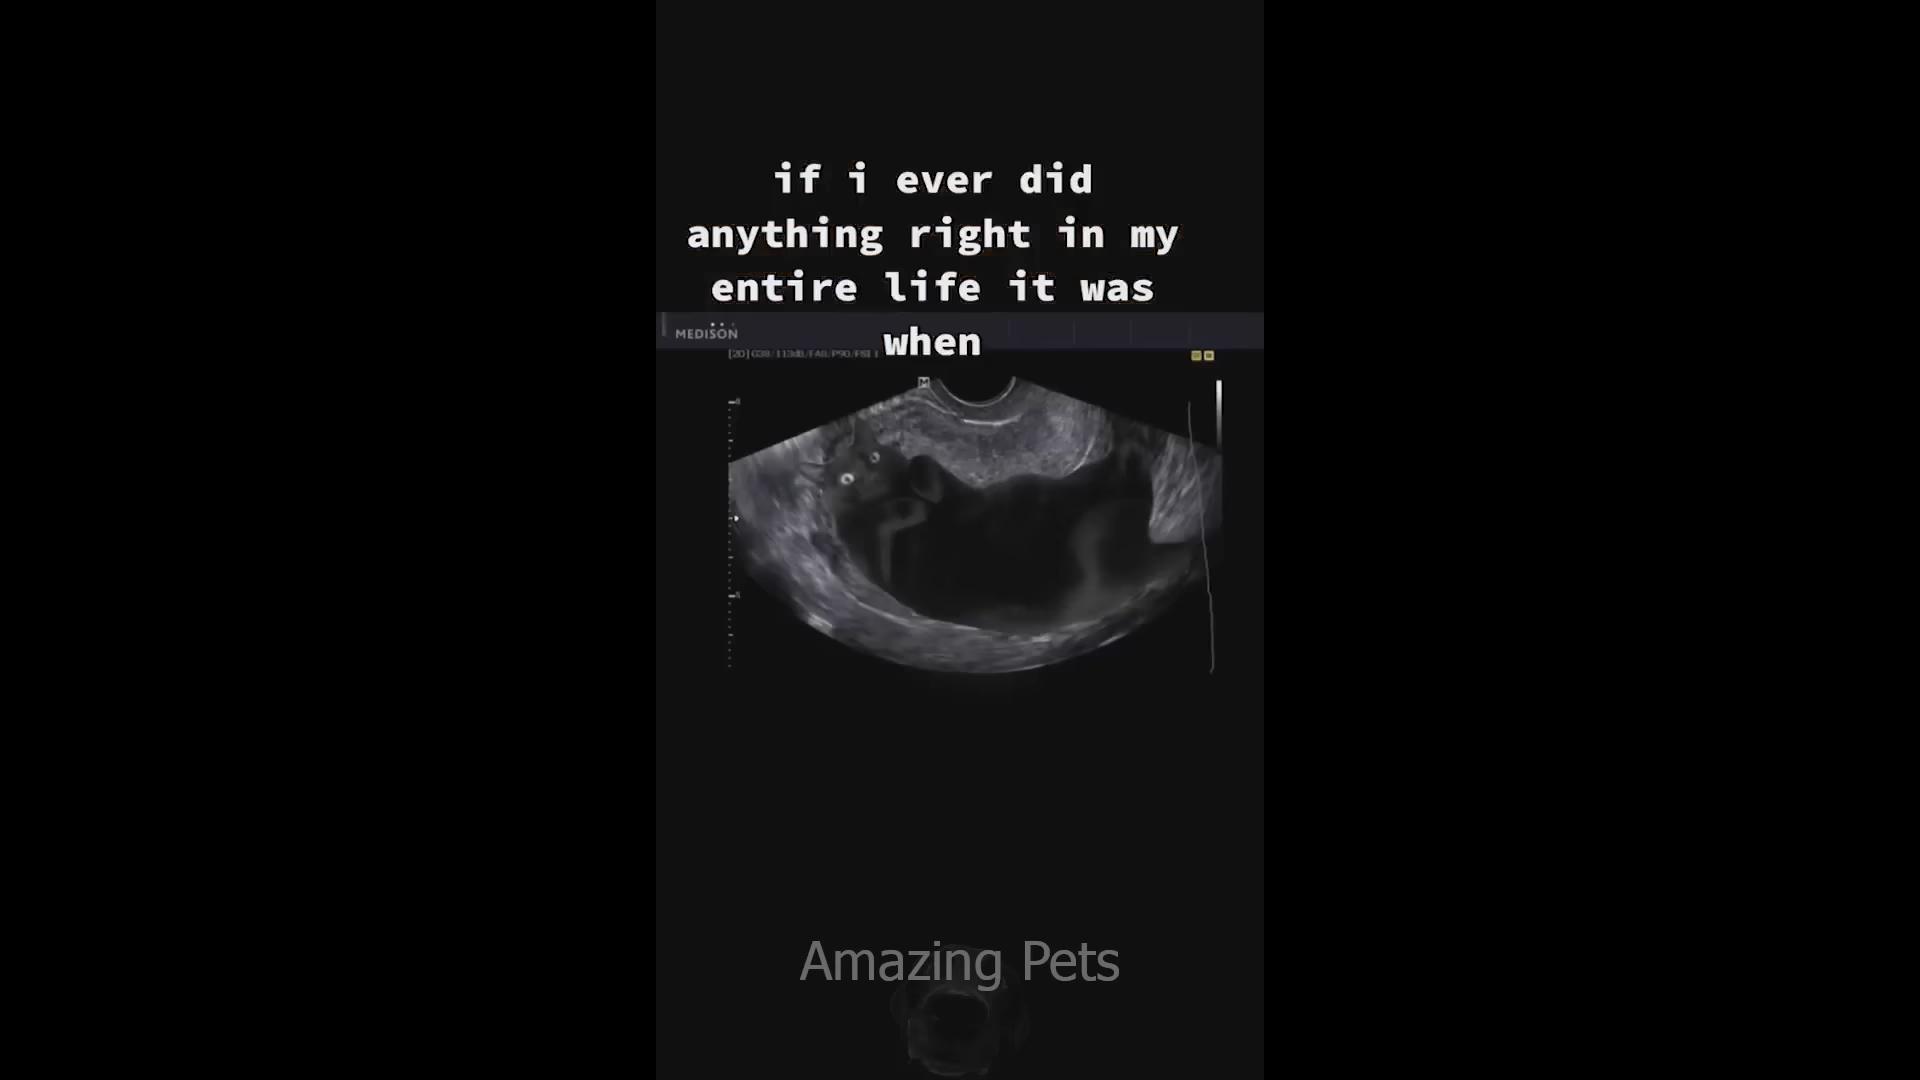 if i ever did
anything right in my
entire life it was
when
MEDISON
M
Amazing Pets